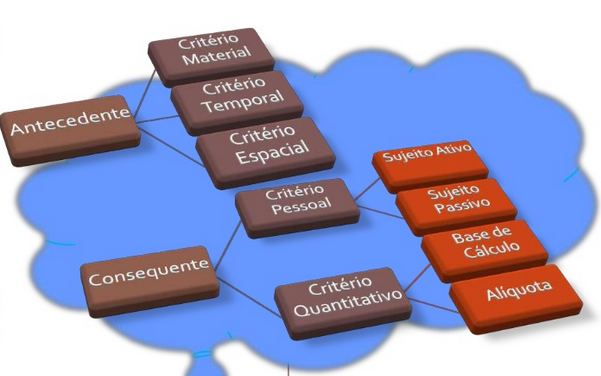 Antecedente
Critério
Material
Critério
Temporal
Critério
Espacial
Consequente
Critério
Pessoal
Sujeito Ativo
Sujeito
Passivo
Critério
Quantitativo
Base de
Cálculo
Alíquota